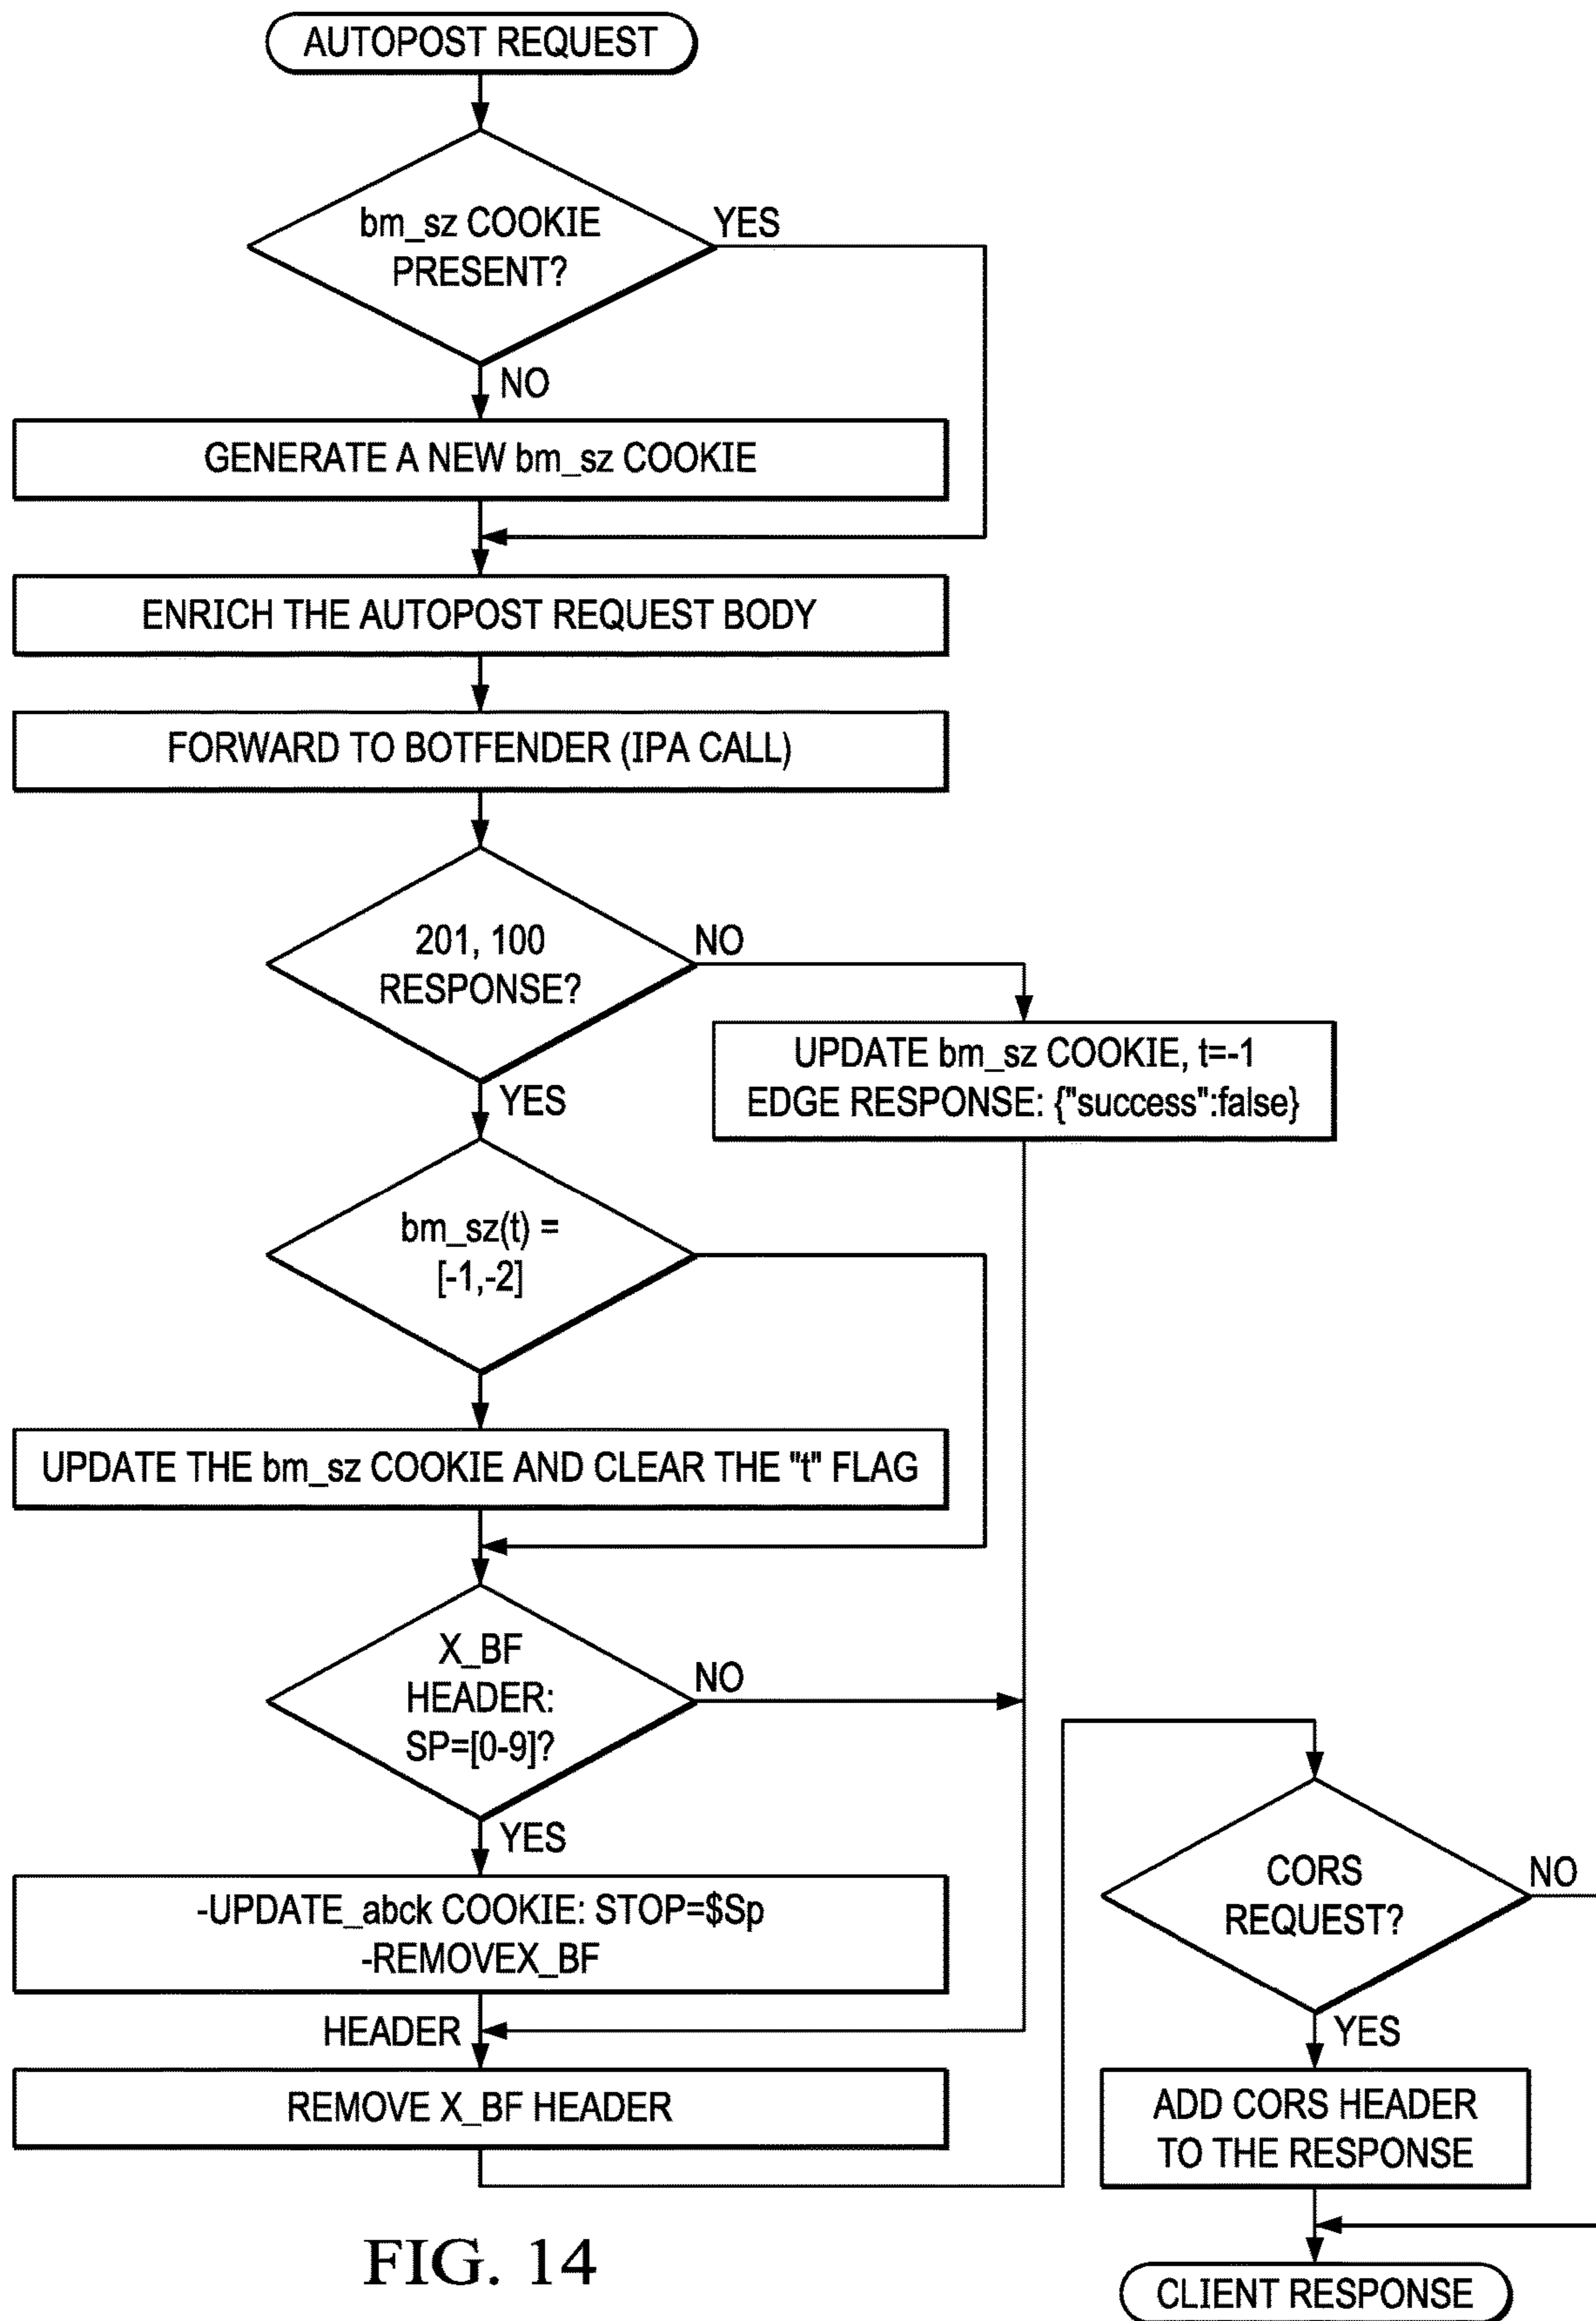 AUTOPOST REQUEST
bm_sz COOKIE
PRESENT?
YES
NO
GENERATE A NEW bm_sz COOKIE
ENRICH THE AUTOPOST REQUEST BODY
FORWARD TO BOTFENDER (IPA CALL)
201, 100
RESPONSE?
NO
YES
UPDATE bm_sz COOKIE, t=-1
EDGE RESPONSE: {"success":false}
bm_sz(t) =
[-1,-2]
UPDATE THE bm_sz COOKIE AND CLEAR THE "t" FLAG
X_BF
HEADER:
SP=[0-9]?
NO
YES
-UPDATE_abck COOKIE: STOP=$Sp
-REMOVEX_BF
HEADER
REMOVE X_BF HEADER
CORS
REQUEST?
NO
YES
ADD CORS HEADER
TO THE RESPONSE
CLIENT RESPONSE
FIG. 14